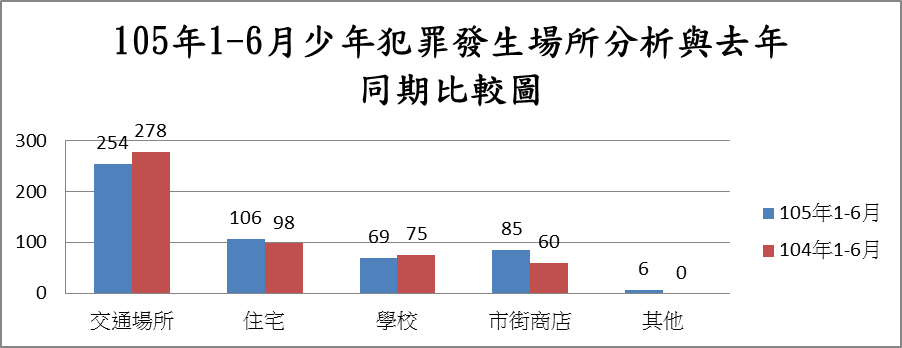 105年1-6月少年犯罪發生場所分析與去年
同期比較圖
300
200
100
0
254
278
106
98
69
75
85
60
6
0
交通場所
住宅
學校
市街商店
其他
105年1-6月
104年1-6月